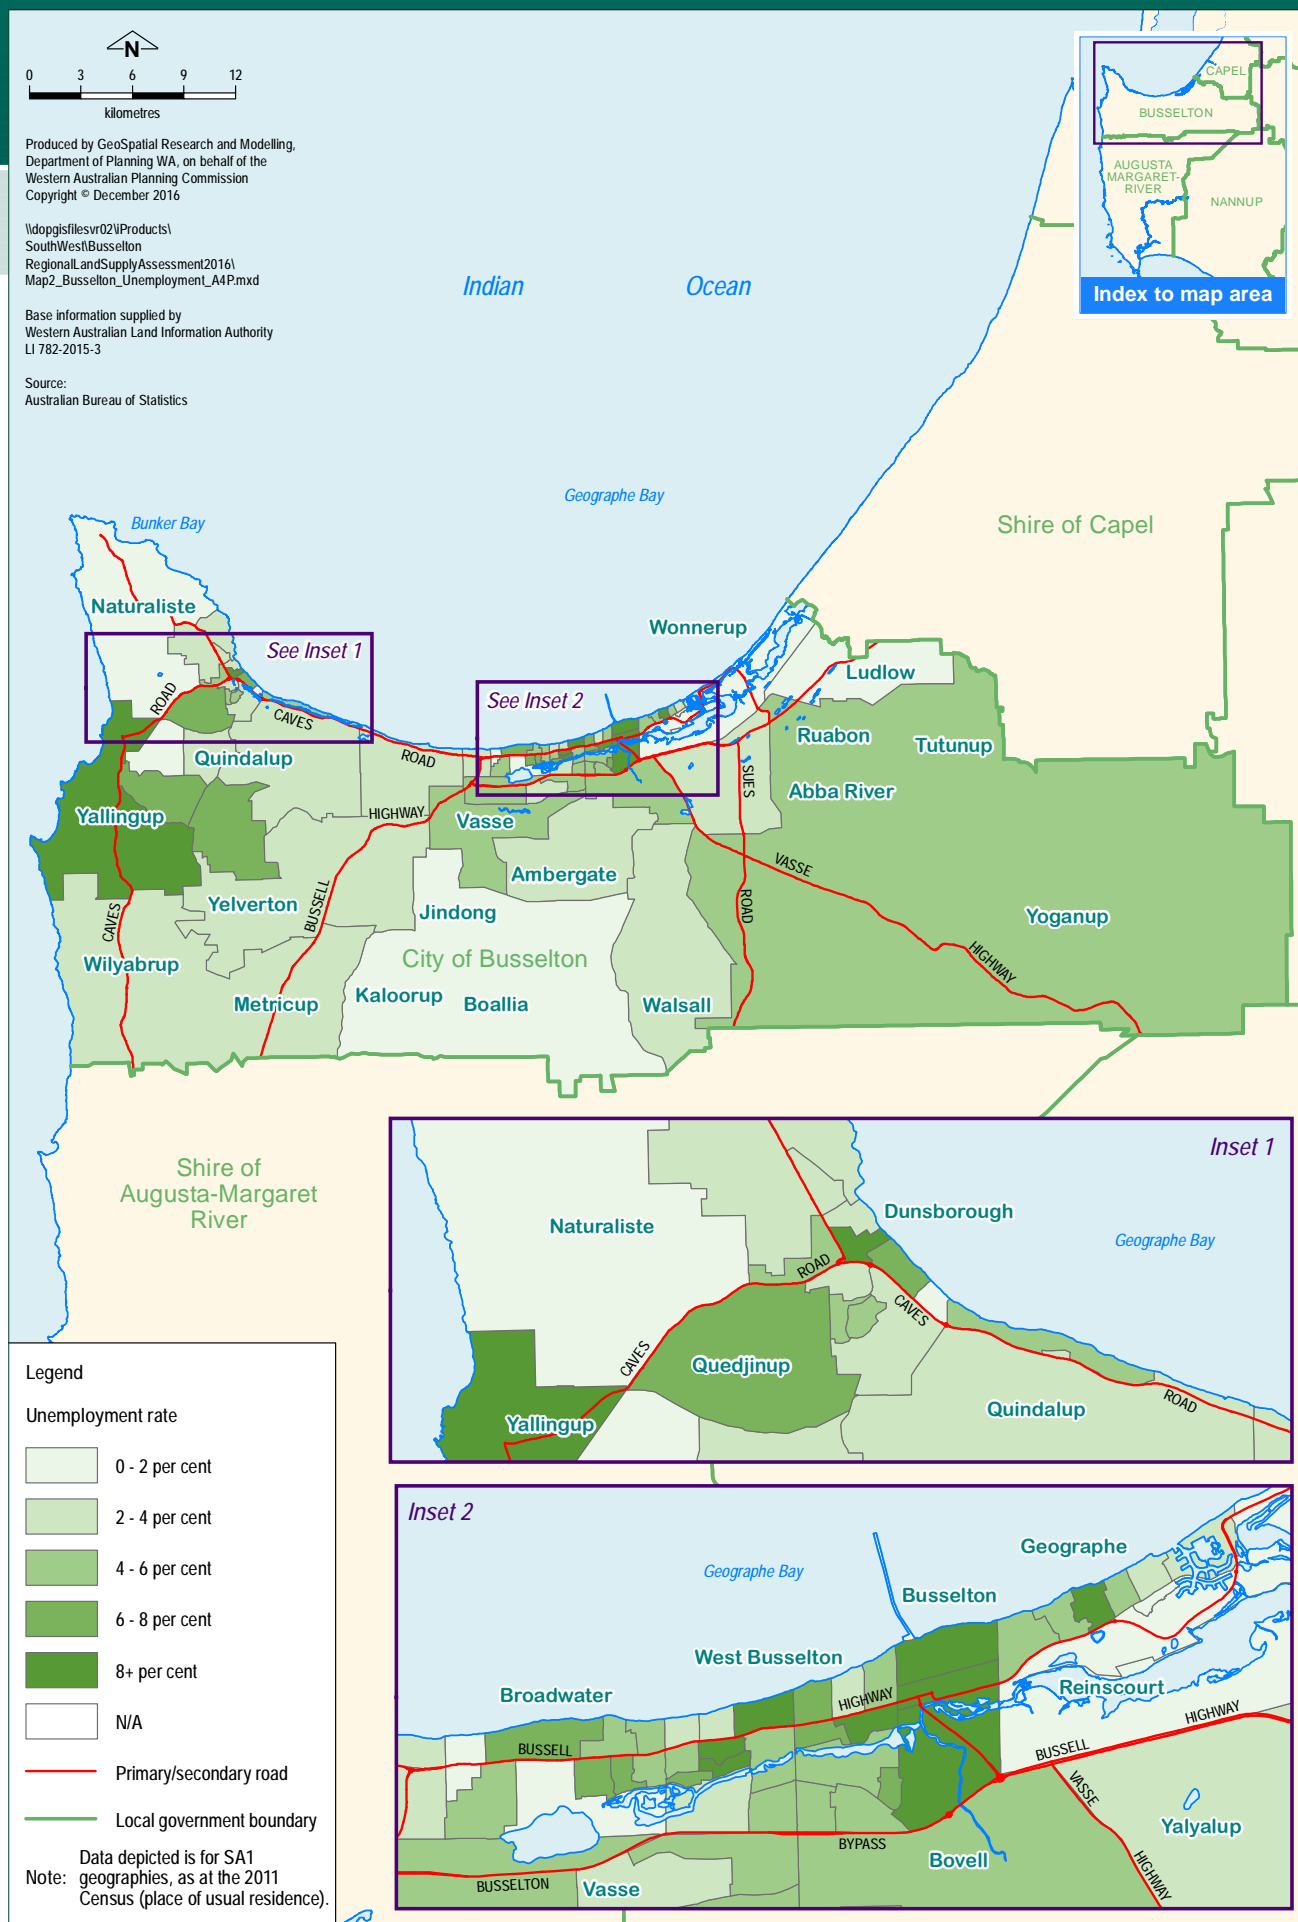 N
0 3 6 9 12
kilometres
Produced by GeoSpatial Research and Modelling,
Department of Planning WA, on behalf of the
Western Australian Planning Commission
Copyright © December 2016
\\dopgisfilesvr02\iProducts\
SouthWest\Busselton
RegionalLandSupplyAssessment2016\
Map2_Busselton_Unemployment_A4P.mxd
Base information supplied by
Western Australian Land Information Authority
LI 782-2015-3
Source:
Australian Bureau of Statistics
CAPEL
BUSSELTON
AUGUSTA
MARGARET-
RIVER
NANNUP
Index to map area
Indian Ocean
Geographe Bay
Bunker Bay
Shire of Capel
Naturaliste
Wonnerup
See Inset 1
See Inset 2
Ludlow
ROAD
CAVES
Ruabon
Tutunup
Quindalup
ROAD
SUES
Abba River
Yallingup
HIGHWAY
Vasse
VASSE
Ambergate
Yelverton
BUSSELL
Jindong
ROAD
Yoganup
CAVES
City of Busselton
HIGHWAY
Wilyabrup
Metricup
Kaloorup
Boallia
Walsall
Shire of
Augusta-Margaret
River
Inset 1
Dunsborough
Naturaliste
Geographe Bay
ROAD
CAVES
CAVES
Quedjinup
ROAD
Quindalup
Yallingup
Inset 2
Geographe
Geographe Bay
Busselton
West Busselton
Reinscourt
Broadwater
HIGHWAY
HIGHWAY
BUSSELL
BUSSELL
VASSE
Yalyalup
BYPASS
Bovell
HIGHWAY
BUSSELTON
Vasse
Legend
Unemployment rate
0 - 2 per cent
2 - 4 per cent
4 - 6 per cent
6 - 8 per cent
8+ per cent
N/A
Primary/secondary road
Local government boundary
Note: Data depicted is for SA1
geographies, as at the 2011
Census (place of usual residence).